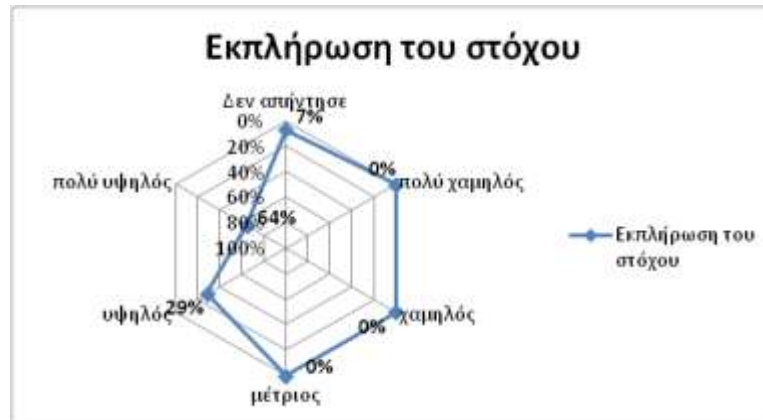 Εκπλήρωση του στόχου
Δεν απήντησε
0%
7%
20%
0%
πολύ υψηλός
40%
πολύ χαμηλός
60%
80%
64%
100%
Εκπλήρωση του
στόχου
29%
υψηλός
0%
χαμηλός
0%
μέτριος